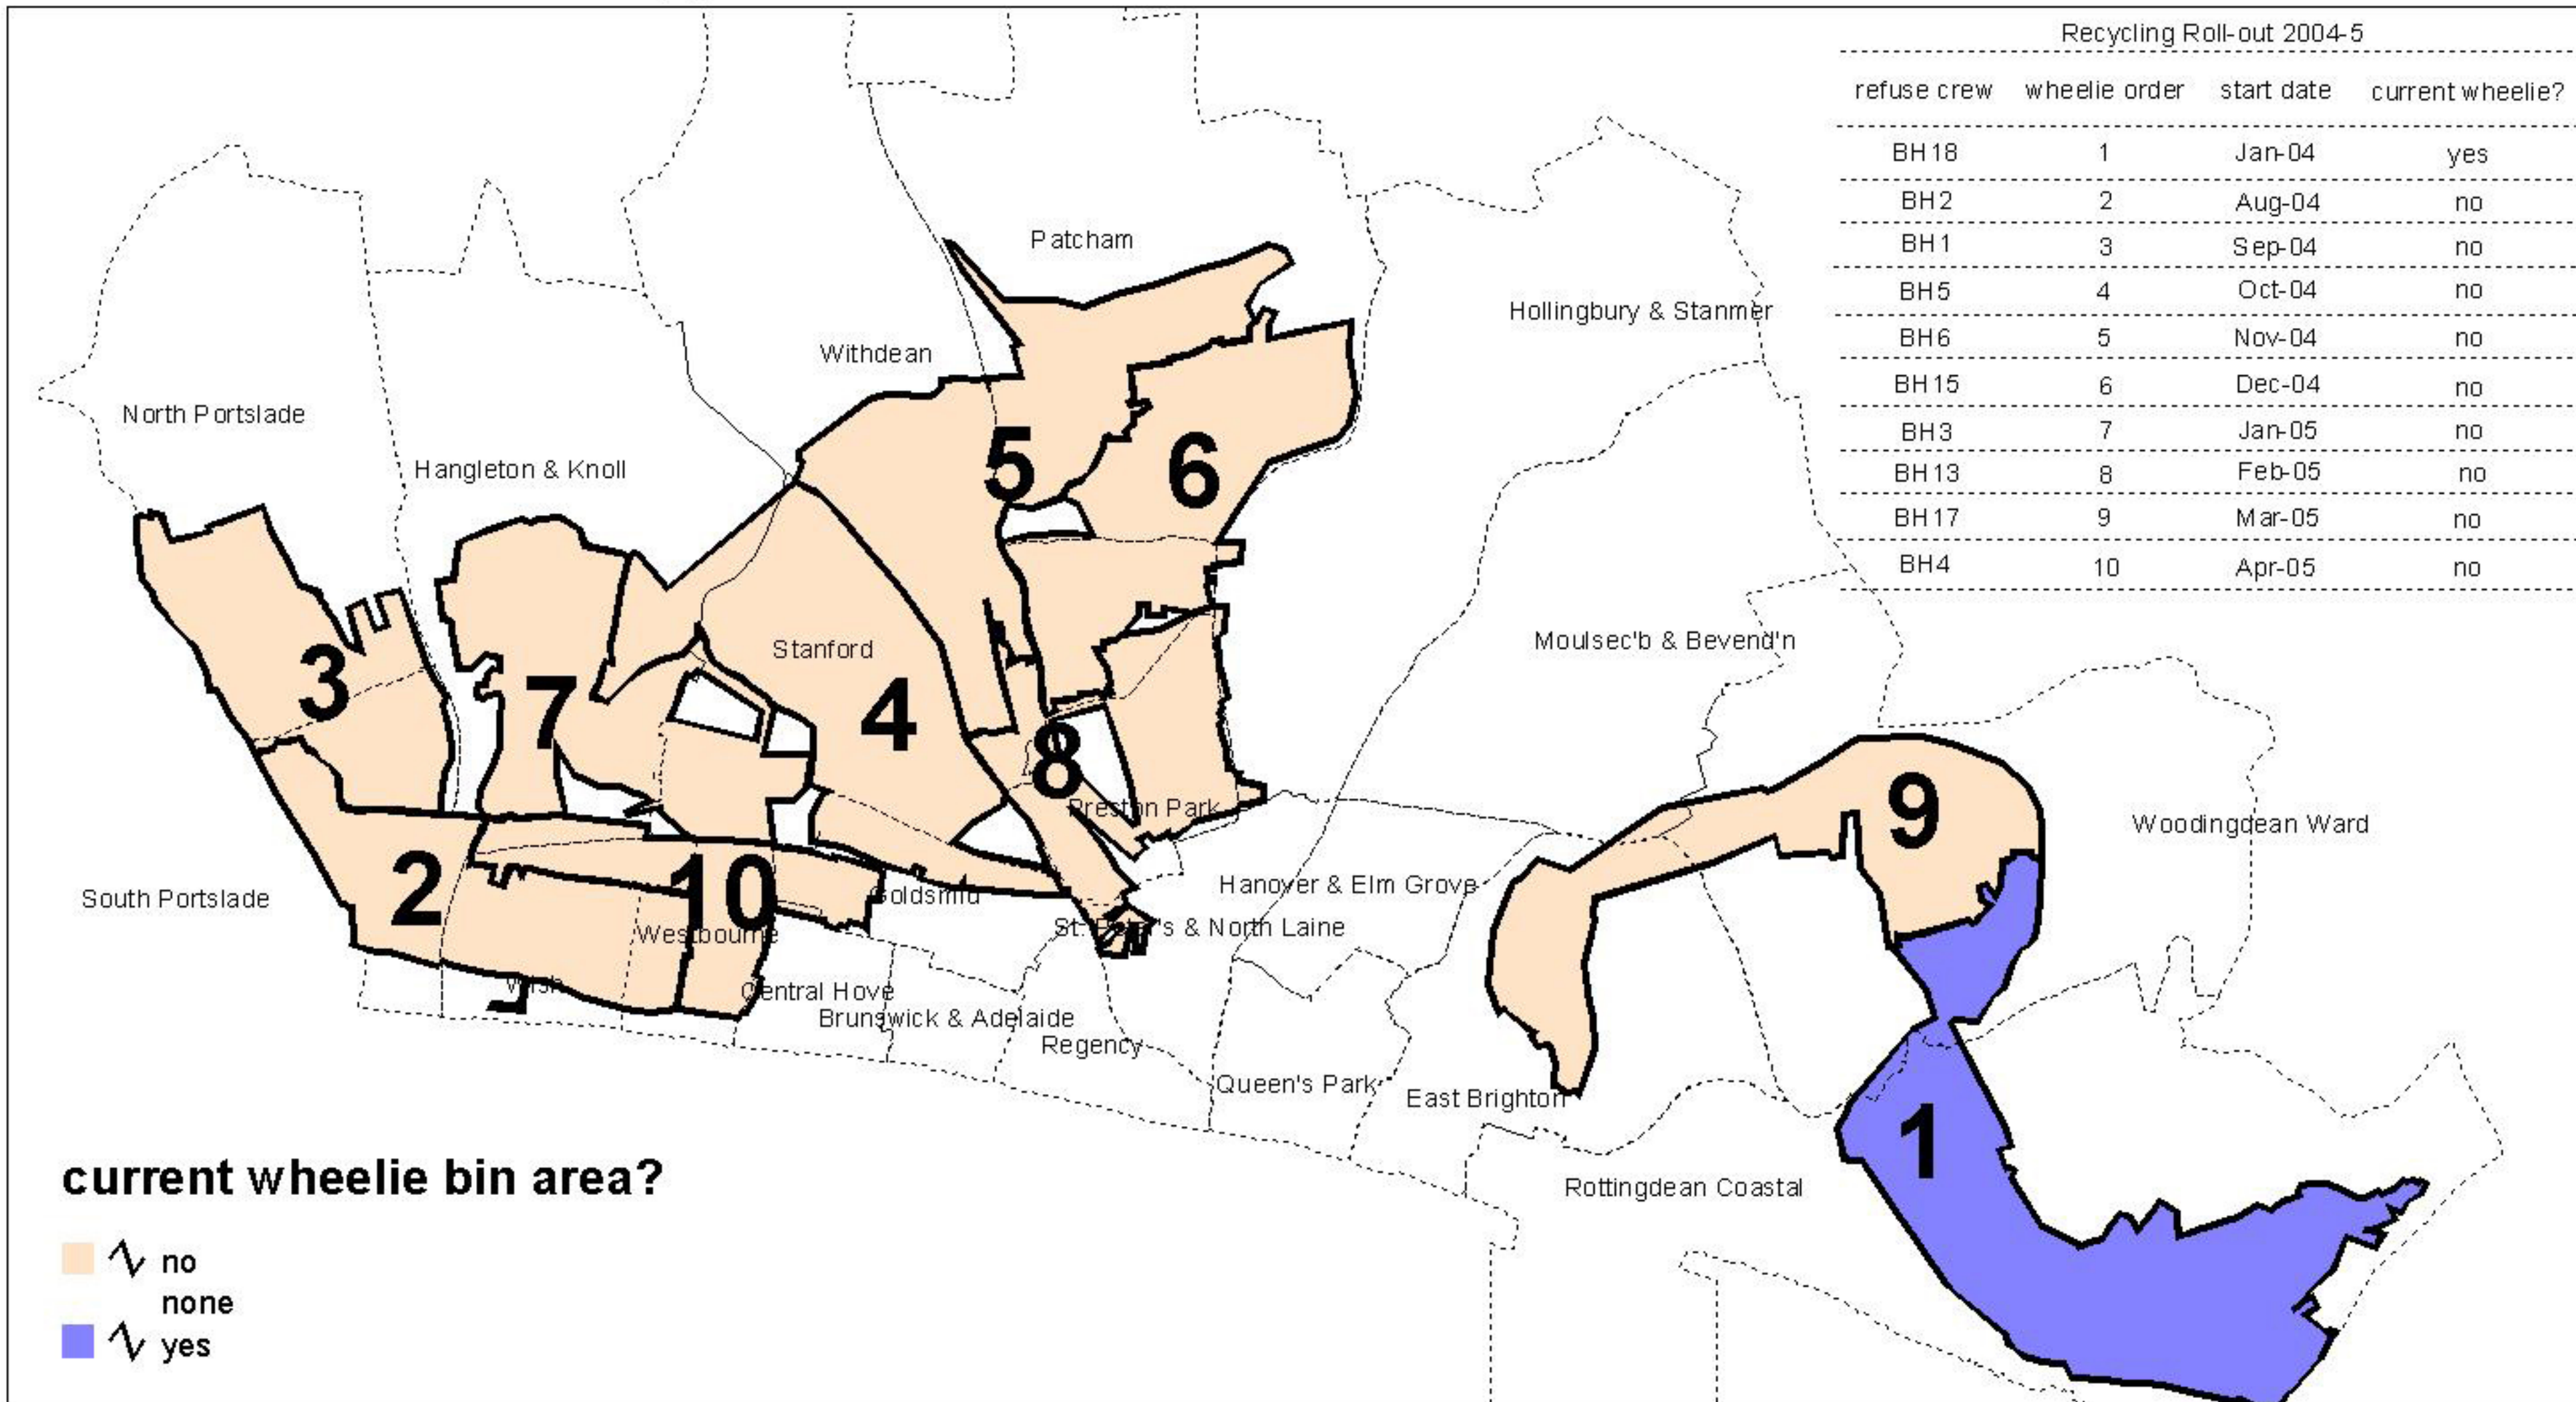 Recycling Roll-out 2004-5
refuse crew wheelie order start date current wheelie?
BH18 1 Jan-04 yes
BH2 2 Aug-04 no
BH1 3 Sep-04 no
BH5 4 Oct-04 no
BH6 5 Nov-04 no
BH15 6 Dec-04 no
BH3 7 Jan-05 no
BH13 8 Feb-05 no
BH17 9 Mar-05 no
BH4 10 Apr-05 no
Patcham
Hollingbury & Stanmer
Withdean
North Portslade
Hangleton & Knoll
5
6
Moulsec'b & Bevend'n
Stanford
3
7
4
8
Preston Park
9
Woodingdean Ward
2
10
South Portslade
Goldsmid
Hanover & Elm Grove
Westbourne
St. Peter's & North Laine
Wish
Central Hove
Brunswick & Adelaide
Regency
Queen's Park
East Brighton
1
Rottingdean Coastal
current wheelie bin area?
no
none
yes